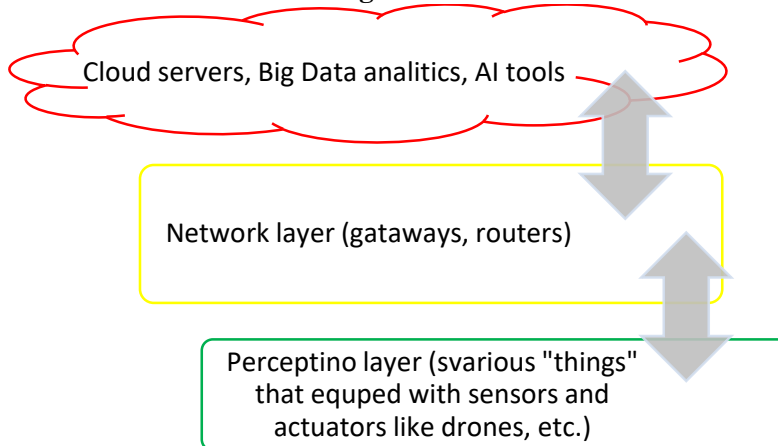 Cloud servers, Big Data analitics, AI tools
Network layer (gataways, routers)
Perceptino layer (svarious "things"
that equped with sensors and
actuators like drones, etc.)